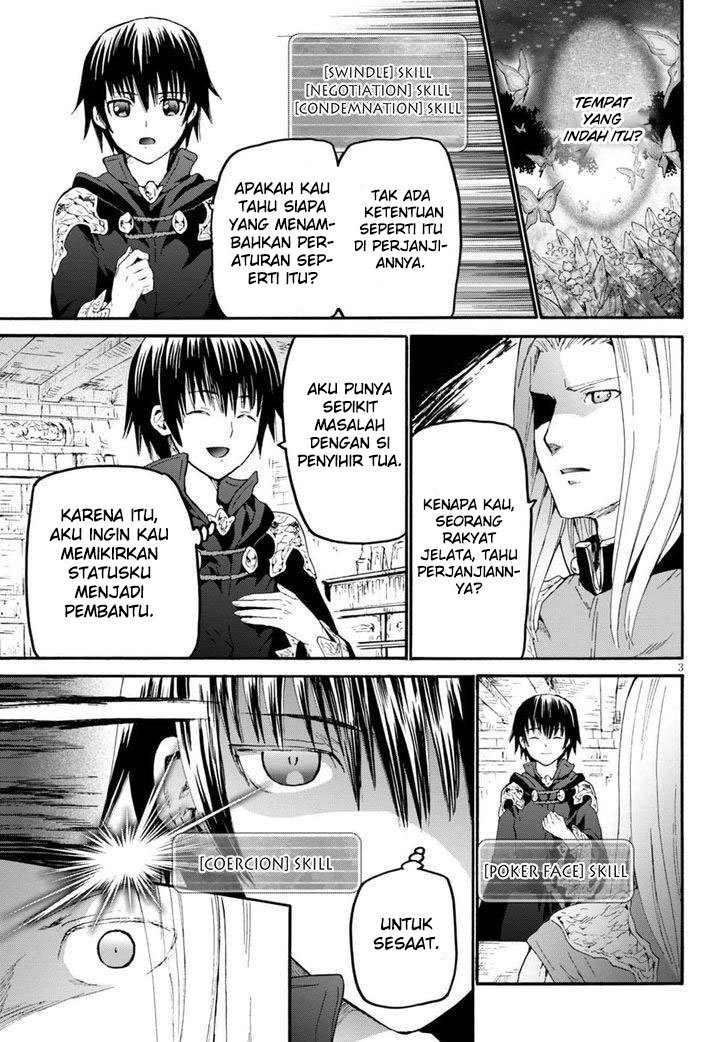 TEMPAT
YANG
INDAH ITU?
[SWINDLE] SKILL
[NEGOTIATION] SKILL
[CONDEMNATION] SKILL
TAK ADA
KETENTUAN
SEPERTI ITU
DI PERJANJI-
ANNYA.
APAKAH KAU
TAHU SIAPA
YANG MENAM-
BAHKAN PER-
ATURAN SEP-
ERTI ITU?
KENAPA KAU,
SEORANG
RAKYAT
JELATA, TAHU
PERJANJIANN-
YA?
AKU PUNYA
SEDIKIT
MASALAH
DENGAN SI
PENYIHIR TUA.
KARENA ITU,
AKU INGIN KAU
MEMIKIRKAN
STATUSKU
MENJADI
PEMBANTU.
3
[POKER FACE] SKILL
[COERCION] SKILL
UNTUK
SESAAT.